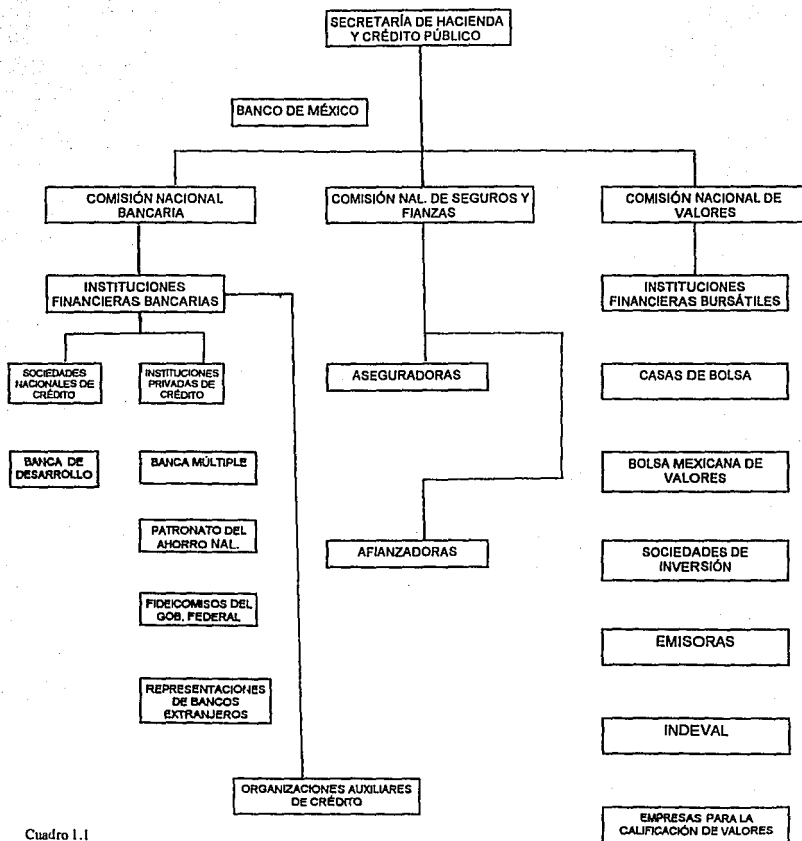 SECRETARÍA DE HACIENDA
Y CRÉDITO PÚBLICO
BANCO DE MÉXICO
COMISIÓN NACIONAL
BANCARIA
COMISIÓN NAL. DE SEGUROS Y
FIANZAS
COMISIÓN NACIONAL DE
VALORES
INSTITUCIONES
FINANCIERAS BANCARIAS
INSTITUCIONES
FINANCIERAS BURSÁTILES
SOCIEDADES
NACIONALES DE
CRÉDITO
INSTITUCIONES
PRIVADAS DE
CRÉDITO
ASEGURADORAS
CASAS DE BOLSA
BANCA DE
DESARROLLO
BANCA MÚLTIPLE
BOLSA MEXICANA DE
VALORES
PATRONATO DEL
AHORRO NAL.
AFIANZADORAS
SOCIEDADES DE
INVERSIÓN
FIDEICOMISOS DEL
GOB. FEDERAL
EMISORAS
REPRESENTACIONES
DE BANCOS
EXTRANJEROS
INDEVAL
ORGANIZACIONES AUXILIARES
DE CRÉDITO
EMPRESAS PARA LA
CALIFICACIÓN DE VALORES
Cuadro 1.1